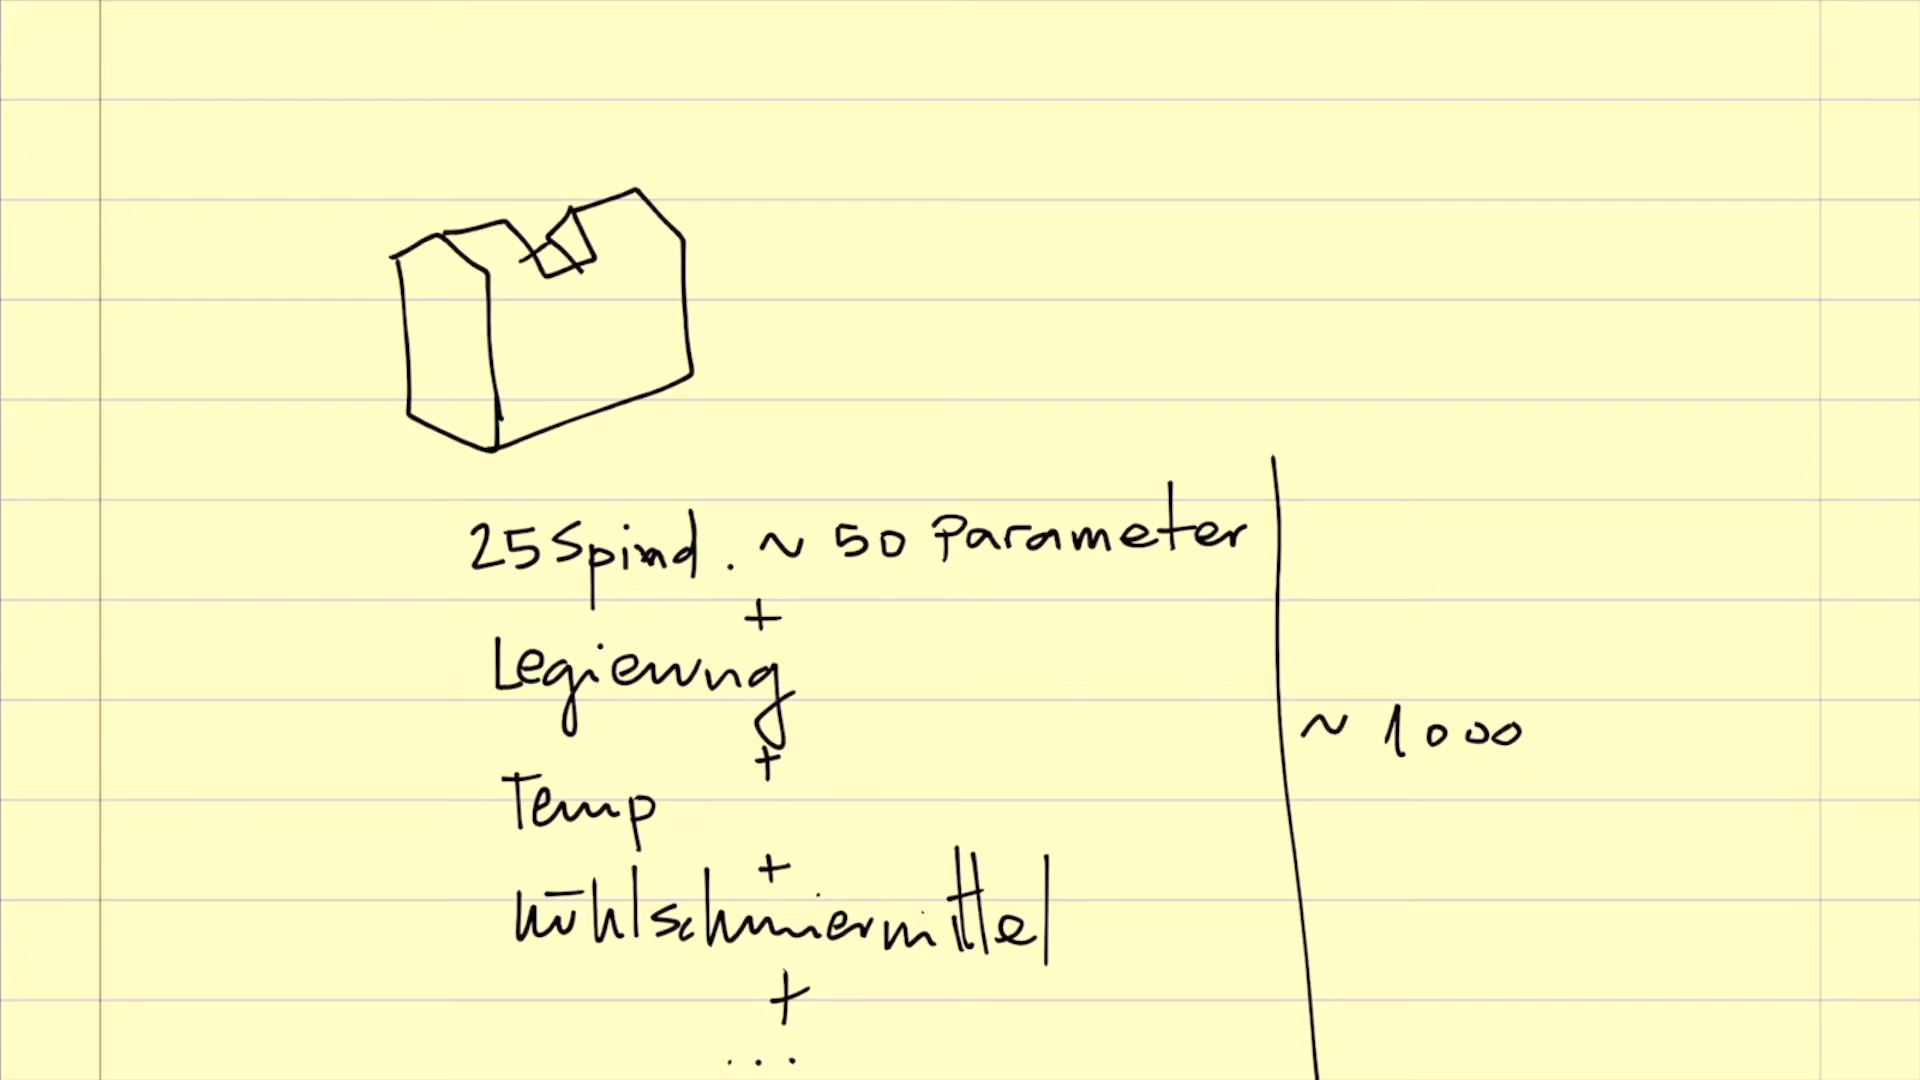 25 Spind. ~ 50 Parameter
+
Legierung
+
~ 1000
Temp
+
Kühlschmiermittel
+
...